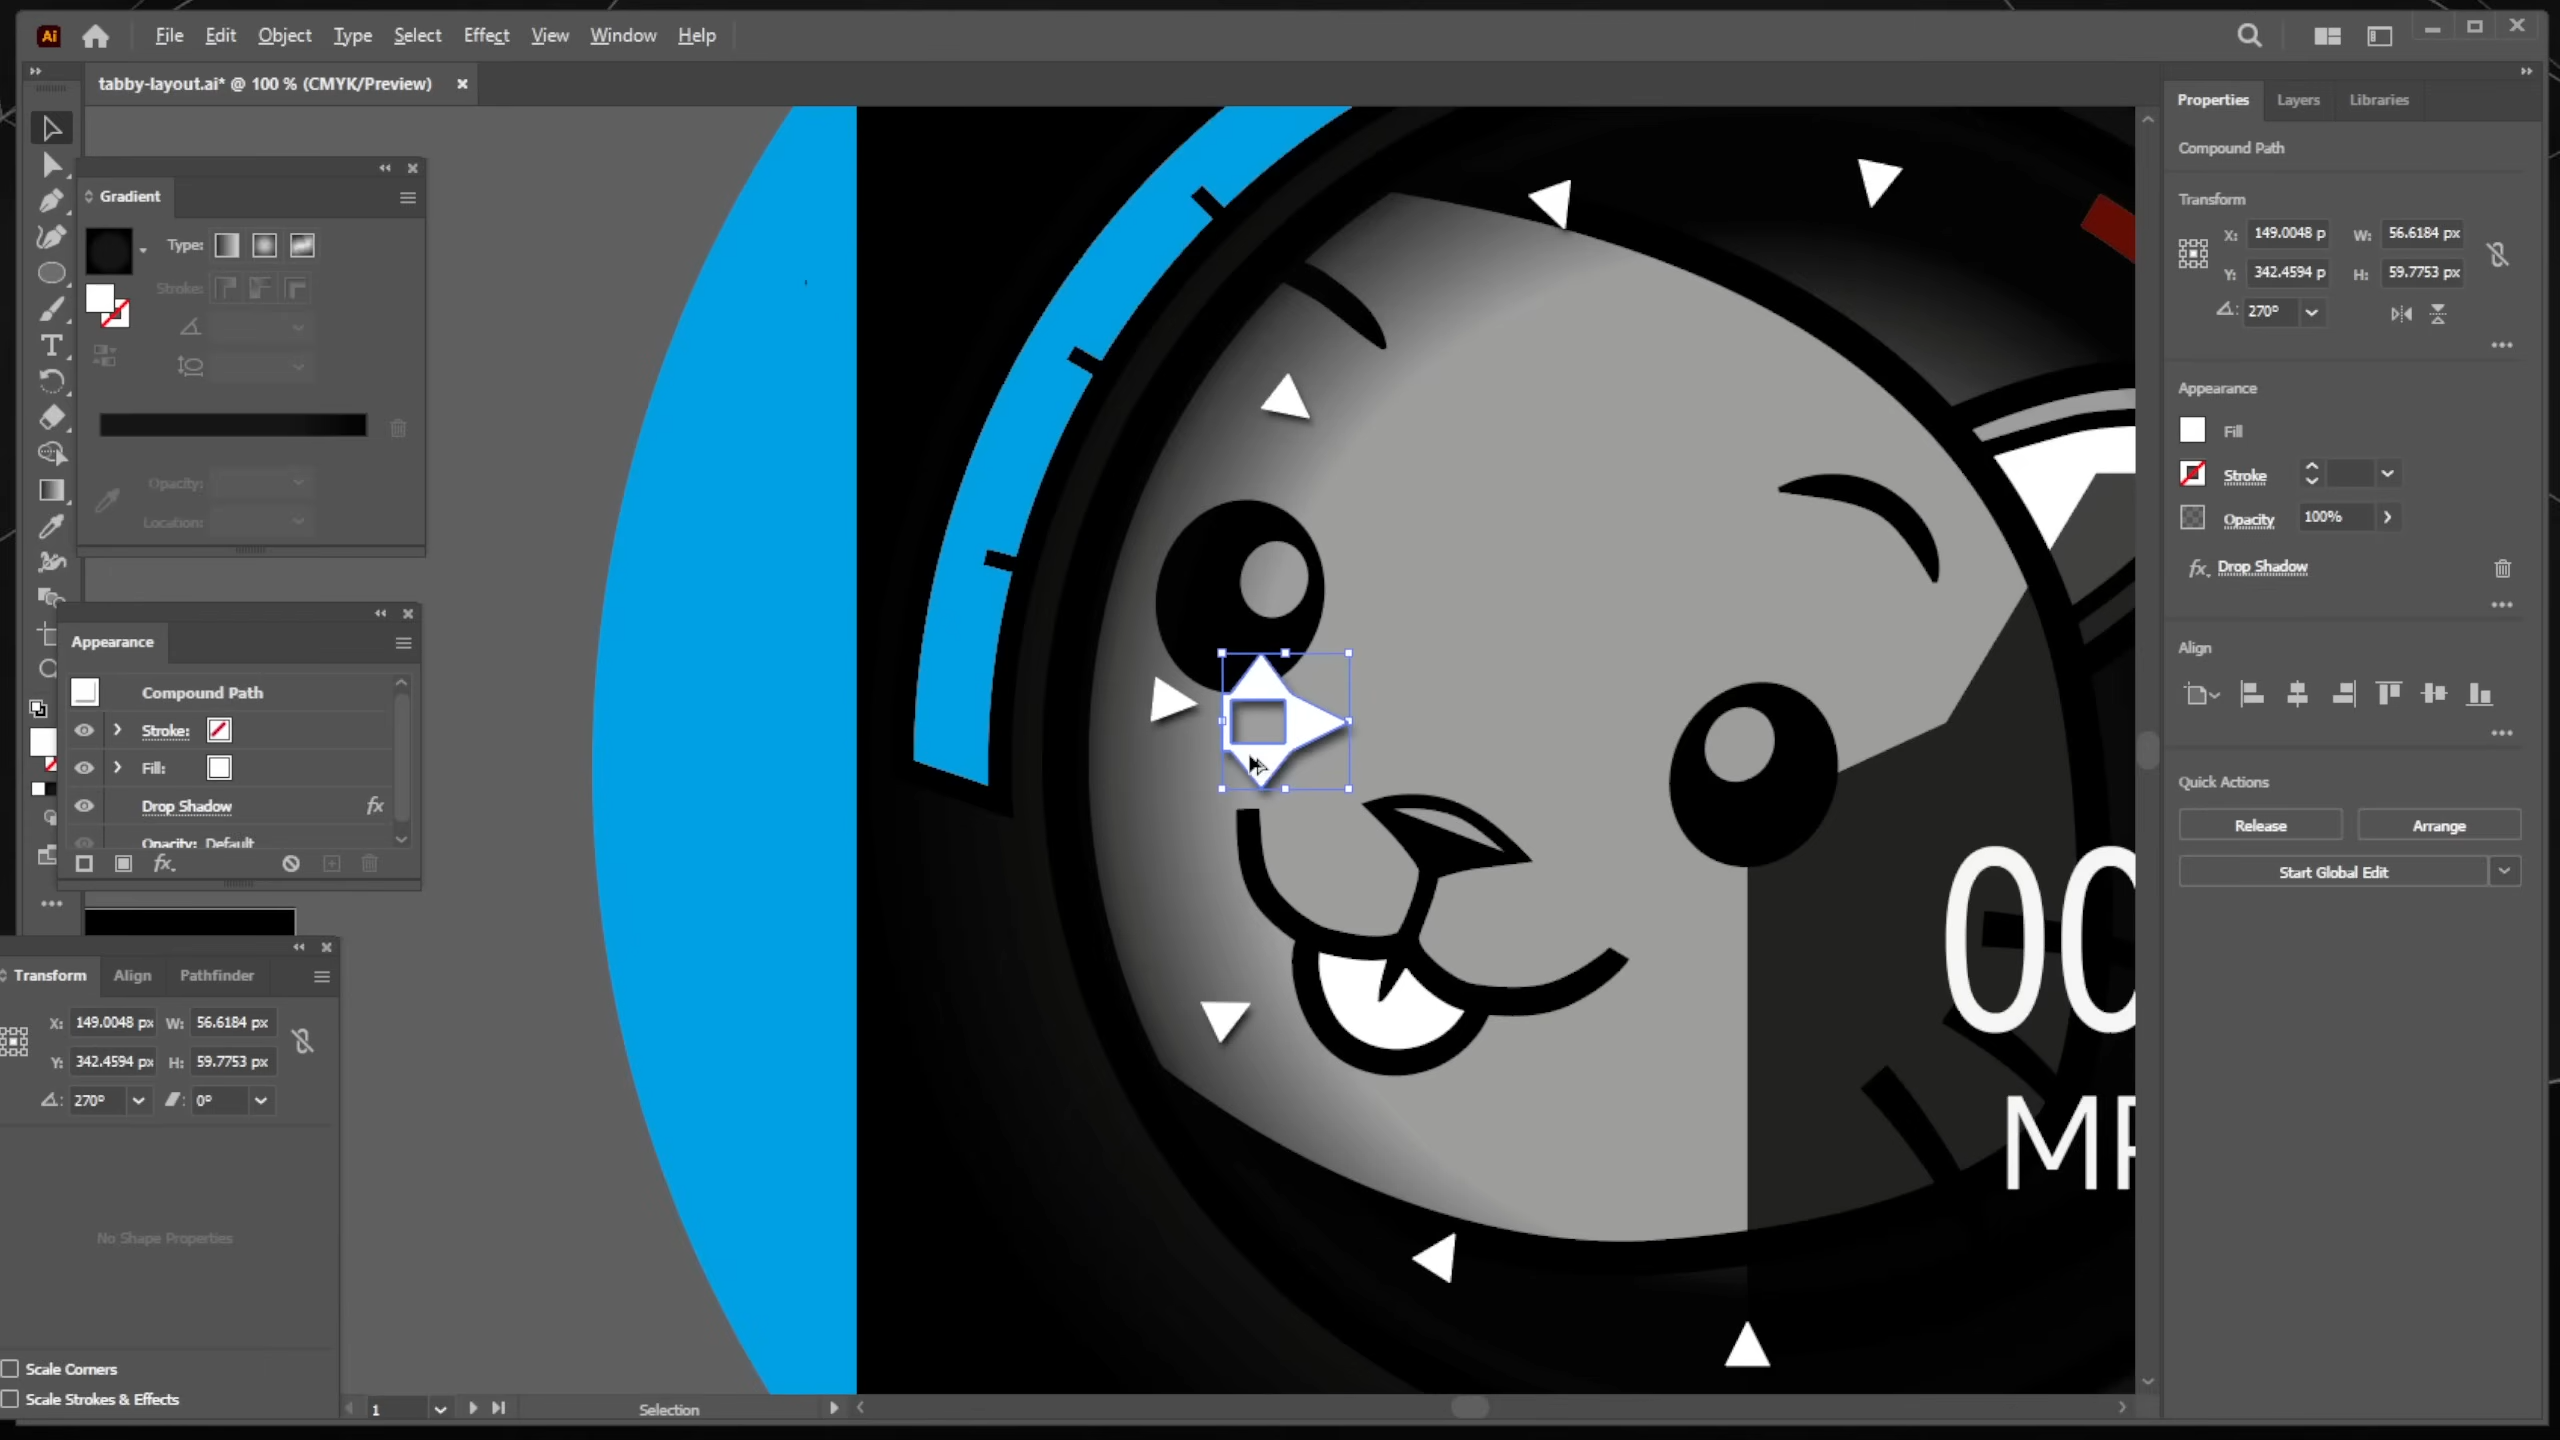 Ai File Edit Object Type Select Effect View Window Help
tabby-layout.ai* @ 100 % (CMYK/Preview)
Gradient
Type:
Stroke:
Opacity:
Location:
Appearance
Compound Path
Stroke:
Fill:
Drop Shadow fx
Opacity: Default
fx.
Transform Align Pathfinder
X: 149.0048 px W: 56.6184 px
Y: 342.4594 px H: 59.7753 px
270° 0°
No Shape Properties
Scale Corners
Scale Strokes & Effects
1 Selection
T
00
MP
Properties Layers Libraries
Compound Path
Transform
X: 149.0048 p W: 56.6184 px
Y: 342.4594 p H: 59.7753 px
270°
Appearance
Fill
Stroke
Opacity 100%
fx. Drop Shadow
Align
Quick Actions
Release Arrange
Start Global Edit